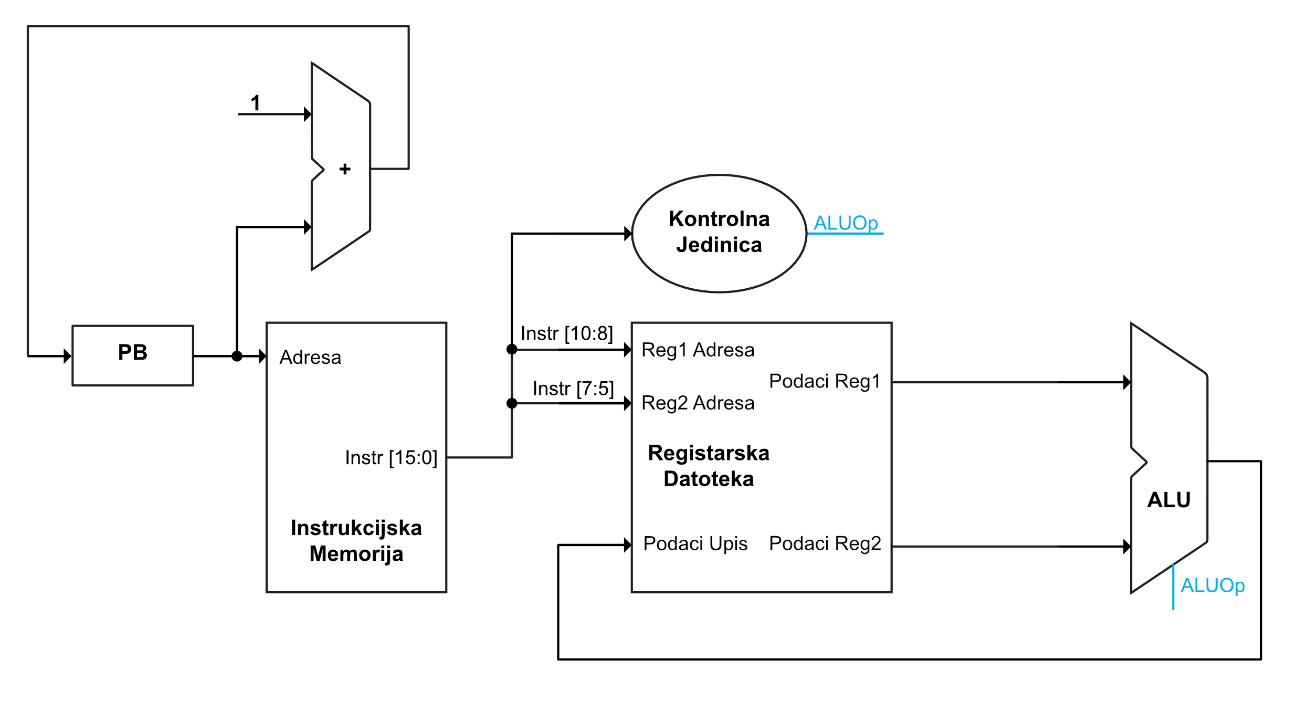 1
+
Kontrolna
Jedinica
ALUOp
PB
Adresa
Instr [15:0]
Instrukcijska
Memorija
Instr [10:8]
Instr [7:5]
Reg1 Adresa
Reg2 Adresa
Podaci Reg1
Registarska
Datoteka
Podaci Upis
Podaci Reg2
ALU
ALUOp